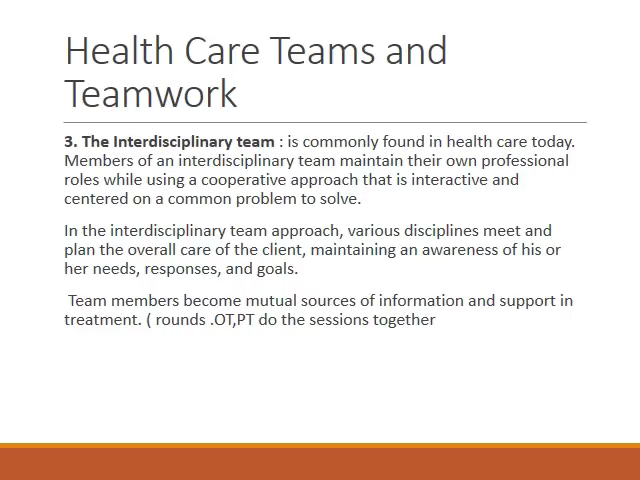 Health Care Teams and
Teamwork
3. The Interdisciplinary team : is commonly found in health care today.
Members of an interdisciplinary team maintain their own professional
roles while using a cooperative approach that is interactive and
centered on a common problem to solve.
In the interdisciplinary team approach, various disciplines meet and
plan the overall care of the client, maintaining an awareness of his or
her needs, responses, and goals.
Team members become mutual sources of information and support in
treatment. ( rounds .OT,PT do the sessions together